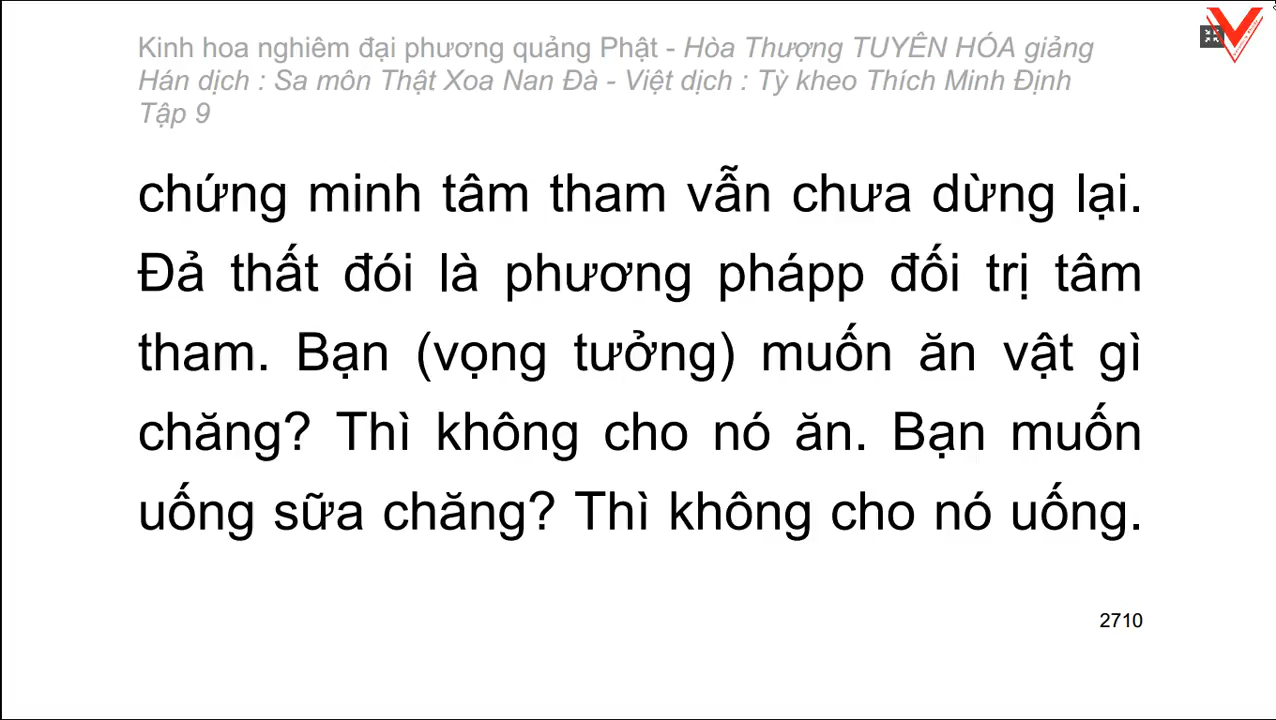 Kinh hoa nghiêm đại phương quảng Phật - Hòa Thượng TUYÊN HÓA giảng
Hán dịch : Sa môn Thật Xoa Nan Đà - Việt dịch : Tỳ kheo Thích Minh Định
Tập 9
chứng minh tâm tham vẫn chưa dừng lại.
Đả thất đói là phương phápp đối trị tâm
tham. Bạn (vọng tưởng) muốn ăn vật gì
chăng? Thì không cho nó ăn. Bạn muốn
uống sữa chăng? Thì không cho nó uống.
2710